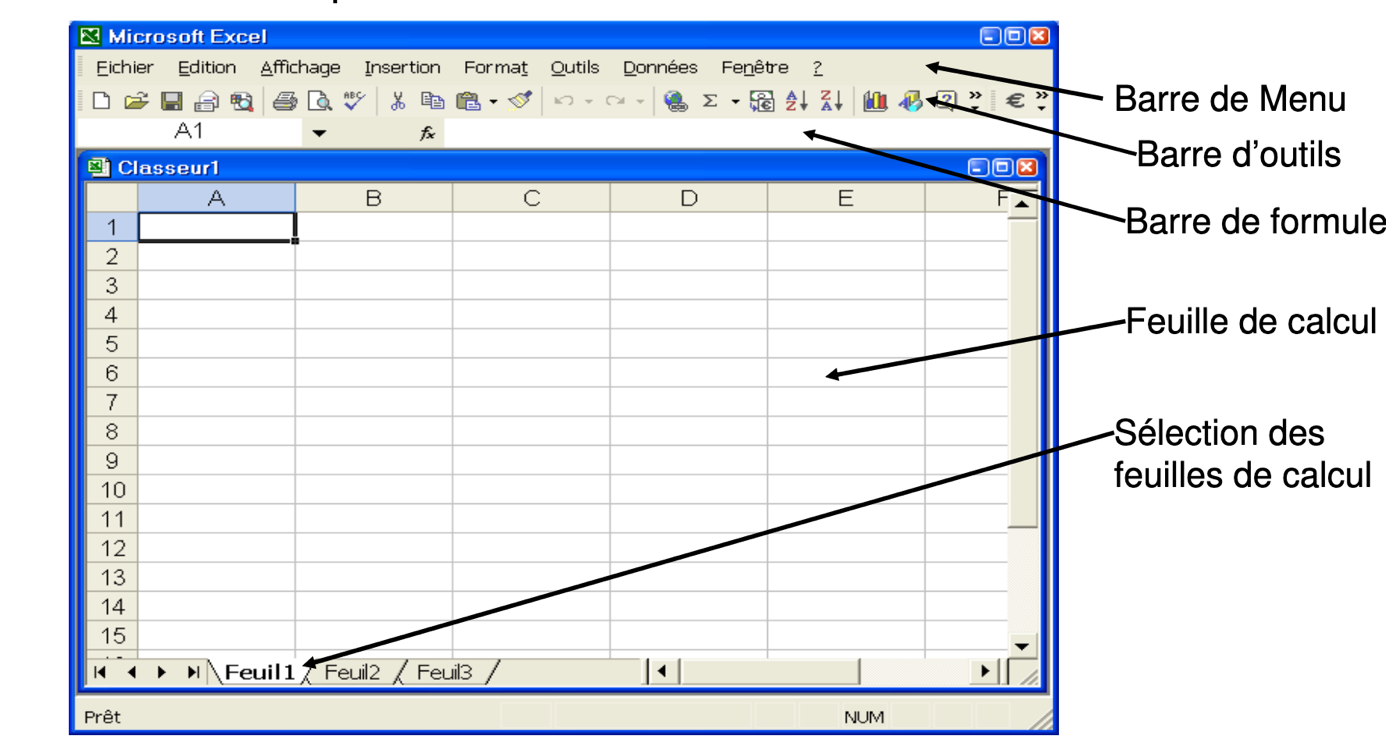 Microsoft Excel
Fichier Edition Affichage Insertion Format Outils Données Fenêtre ?
ABC Σ € »
A1 fx
Classeur1
A B C D E F
1
2
3
4
5
6
7
8
9
10
11
12
13
14
15
Feuil1 Feuil2 Feuil3
Prêt NUM
Barre de Menu
Barre d’outils
Barre de formule
Feuille de calcul
Sélection des
feuilles de calcul